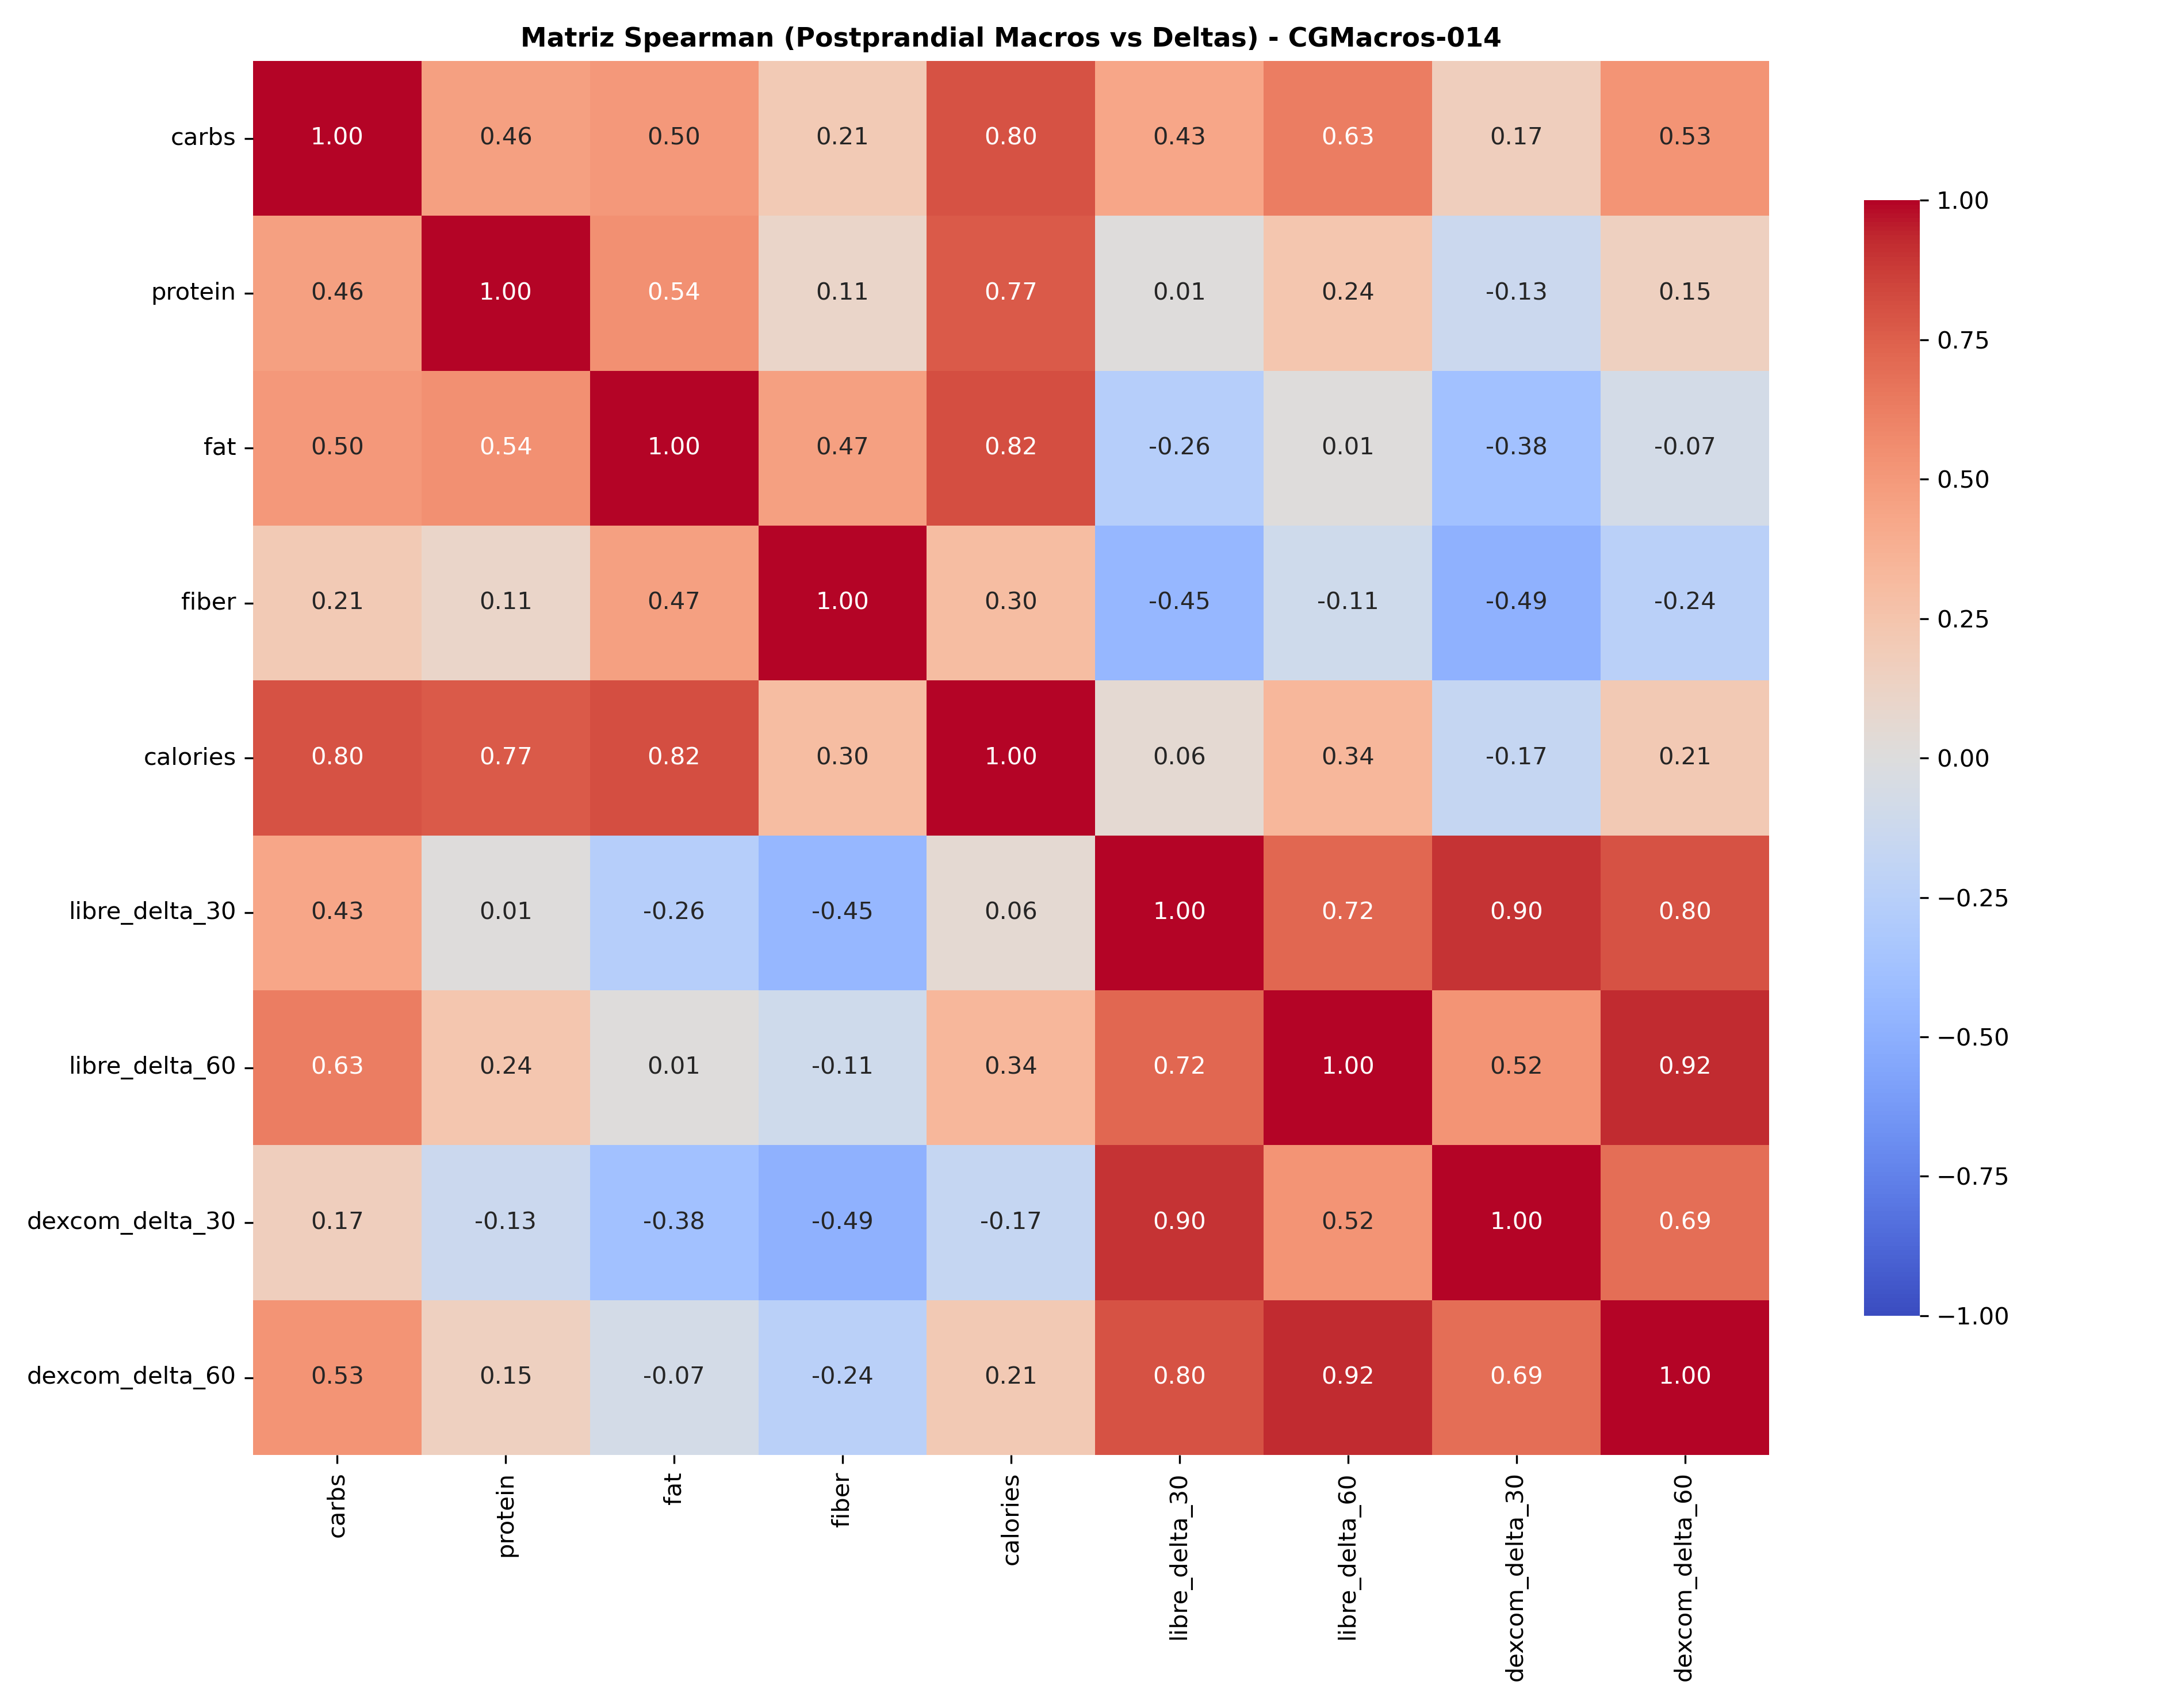 Matriz Spearman (Postprandial Macros vs Deltas) - CGMacros-014
carbs 1.00 0.46 0.50 0.21 0.80 0.43 0.63 0.17 0.53
protein 0.46 1.00 0.54 0.11 0.77 0.01 0.24 -0.13 0.15
fat 0.50 0.54 1.00 0.47 0.82 -0.26 0.01 -0.38 -0.07
fiber 0.21 0.11 0.47 1.00 0.30 -0.45 -0.11 -0.49 -0.24
calories 0.80 0.77 0.82 0.30 1.00 0.06 0.34 -0.17 0.21
libre_delta_30 0.43 0.01 -0.26 -0.45 0.06 1.00 0.72 0.90 0.80
libre_delta_60 0.63 0.24 0.01 -0.11 0.34 0.72 1.00 0.52 0.92
dexcom_delta_30 0.17 -0.13 -0.38 -0.49 -0.17 0.90 0.52 1.00 0.69
dexcom_delta_60 0.53 0.15 -0.07 -0.24 0.21 0.80 0.92 0.69 1.00
carbs protein fat fiber calories libre_delta_30 libre_delta_60 dexcom_delta_30 dexcom_delta_60
1.00
0.75
0.50
0.25
0.00
−0.25
−0.50
−0.75
−1.00